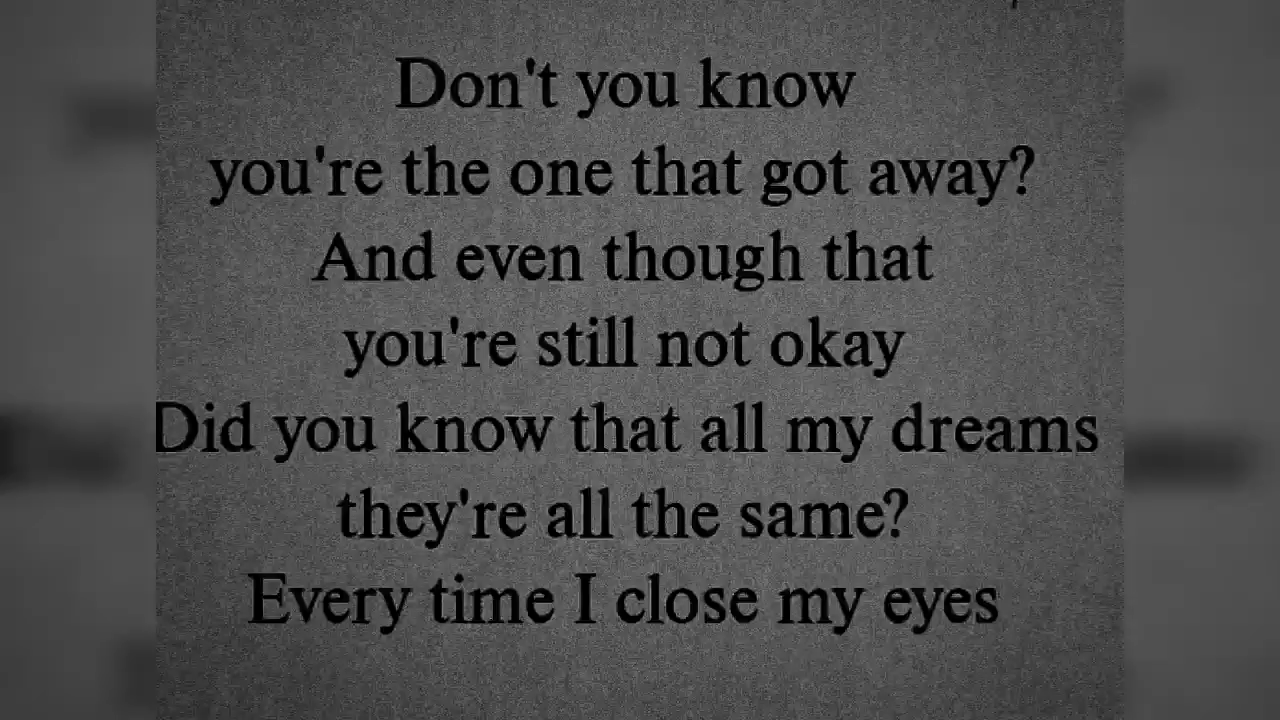 Don't you know
you're the one that got away?
And even though that
you're still not okay
Did you know that all my dreams
they're all the same?
Every time I close my eyes